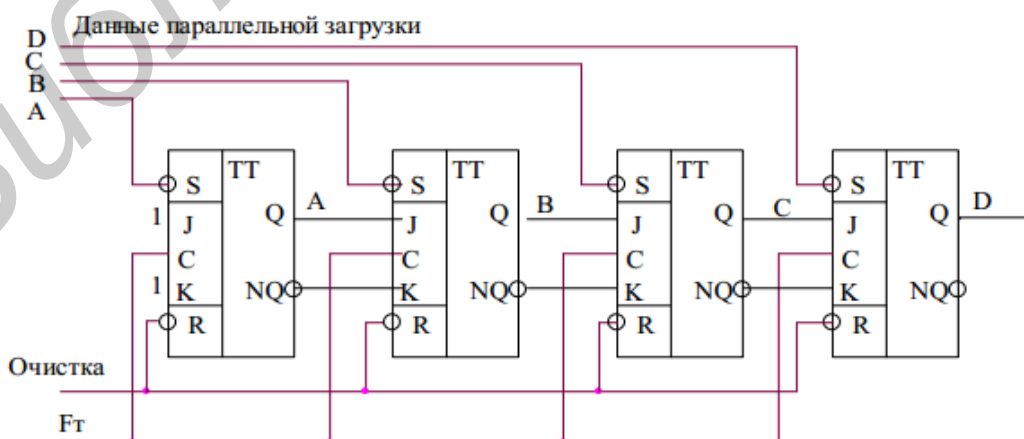 Данные параллельной загрузки
D
C
B
A
TT TT TT TT
S S S S
1 J Q A J Q B J Q C J Q D
C C C C
1 K NQ K NQ K NQ K NQ
R R R R
Очистка
Fт